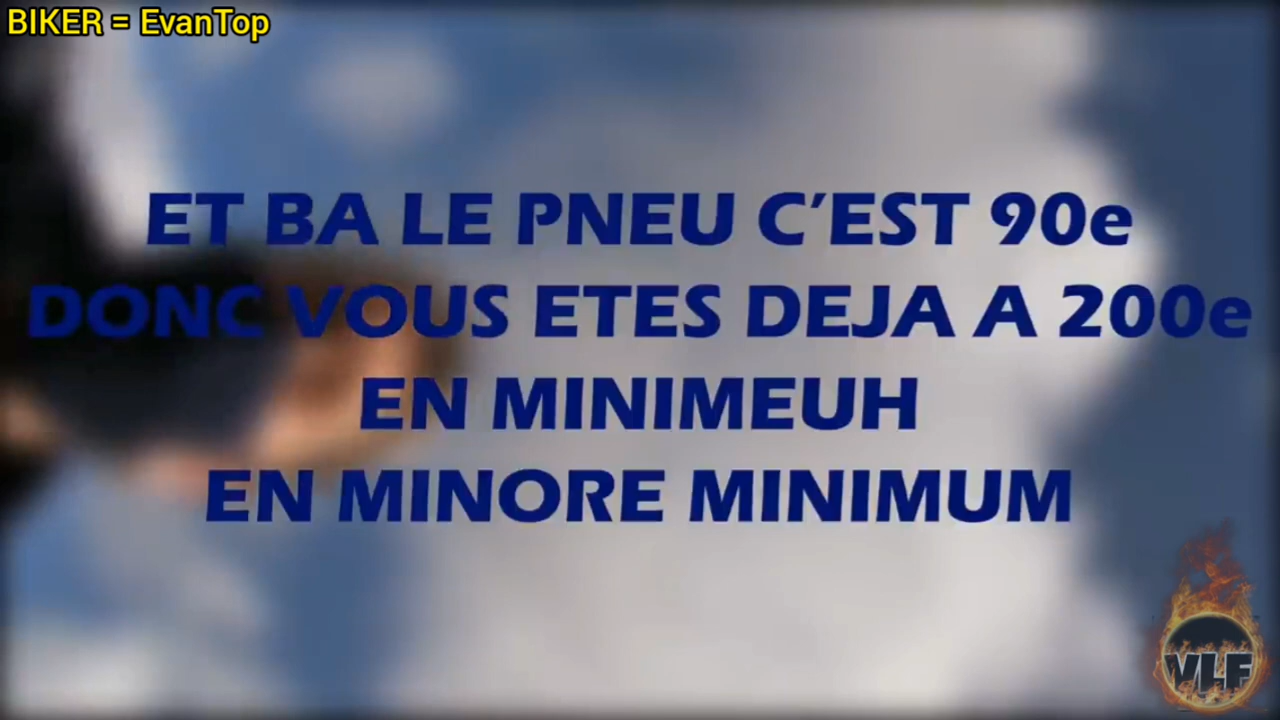 BIKER = EvanTop
ET BA LE PNEU C'EST 90e
DONC VOUS ETES DEJA A 200e
EN MINIMEUH
EN MINORE MINIMUM
VLF